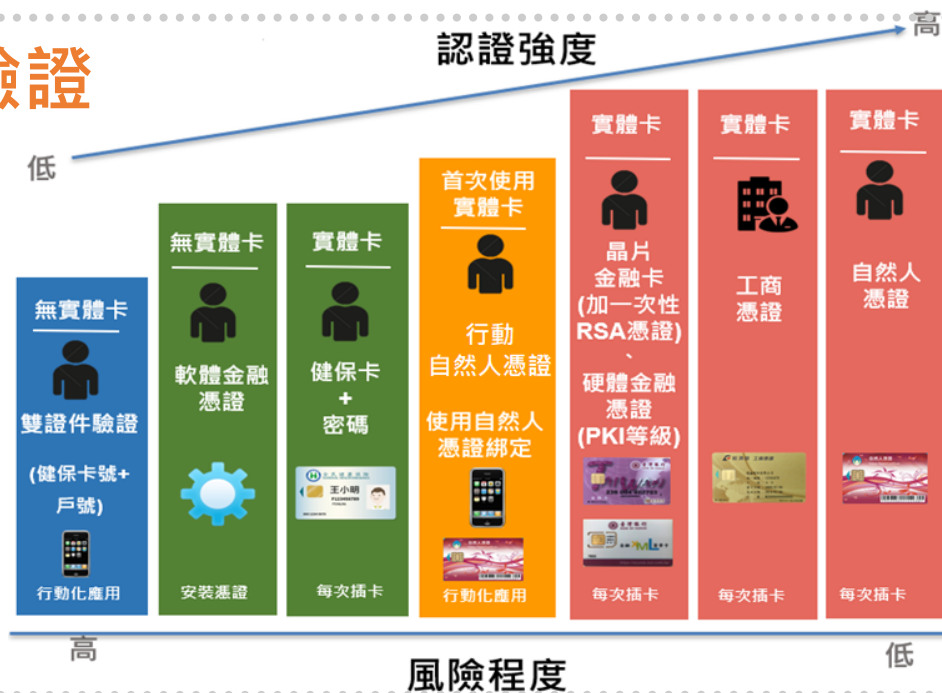 驗證
認證強度
高
低
無實體卡
雙證件驗證
(健保卡號+
戶號)
行動化應用
無實體卡
軟體金融
憑證
安裝憑證
實體卡
健保卡
+
密碼
王小明
每次插卡
首次使用
實體卡
行動
自然人憑證
使用自然人
憑證綁定
行動化應用
實體卡
晶片
金融卡
(加一次性
RSA憑證)
、
硬體金融
憑證
(PKI等級)
每次插卡
實體卡
工商
憑證
每次插卡
實體卡
自然人
憑證
每次插卡
高
低
風險程度